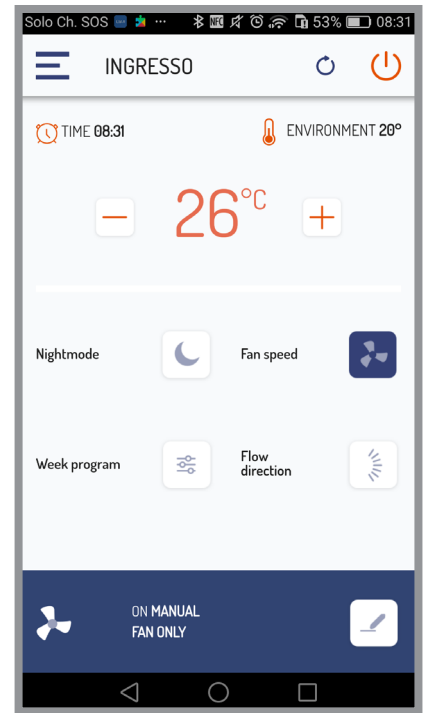 Solo Ch. SOS ... NFC 53% 08:31
INGRESSO
TIME 08:31
ENVIRONMENT 20°
26°C
Nightmode
Fan speed
Week program
Flow
direction
ON MANUAL
FAN ONLY